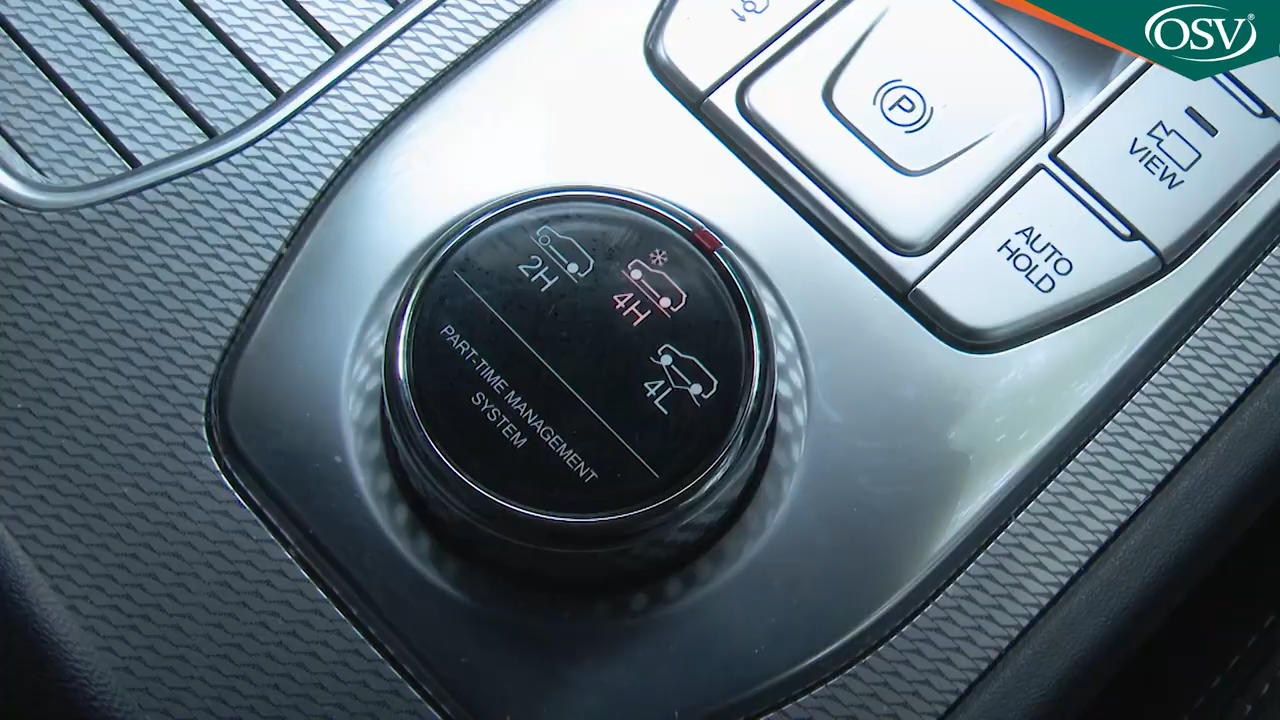 OSV
P
VIEW
AUTO
HOLD
2H
4H
4L
PART-TIME MANAGEMENT
SYSTEM